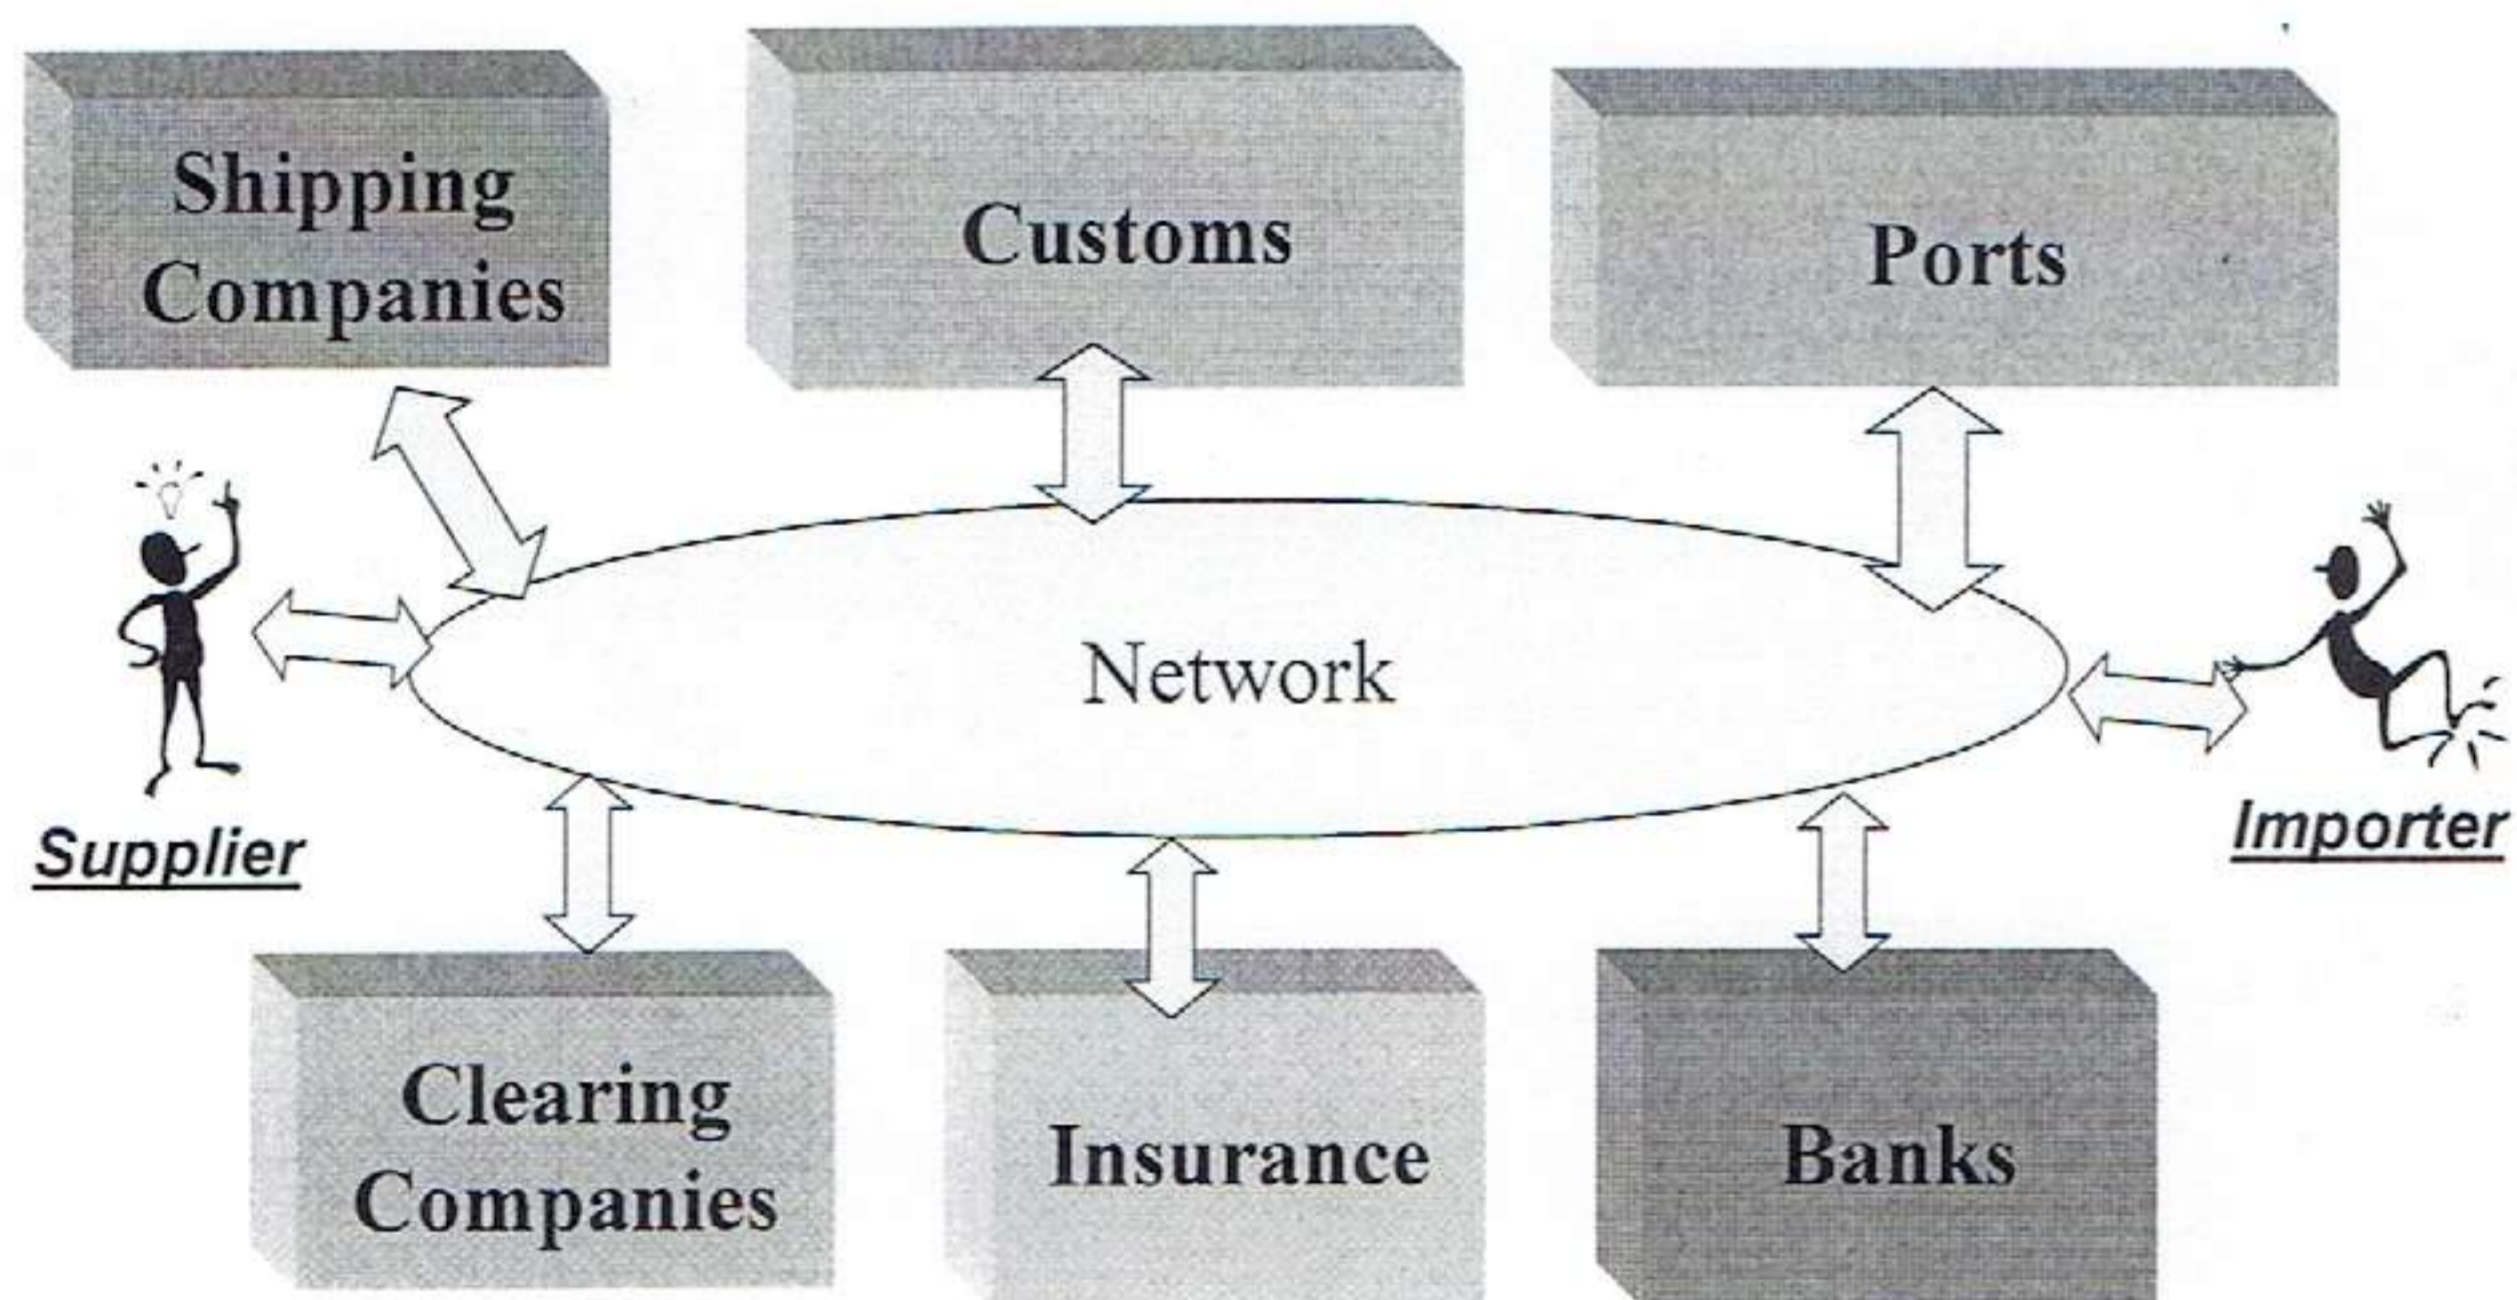 Shipping
Companies
Customs
Ports
Network
Supplier
Importer
Clearing
Companies
Insurance
Banks